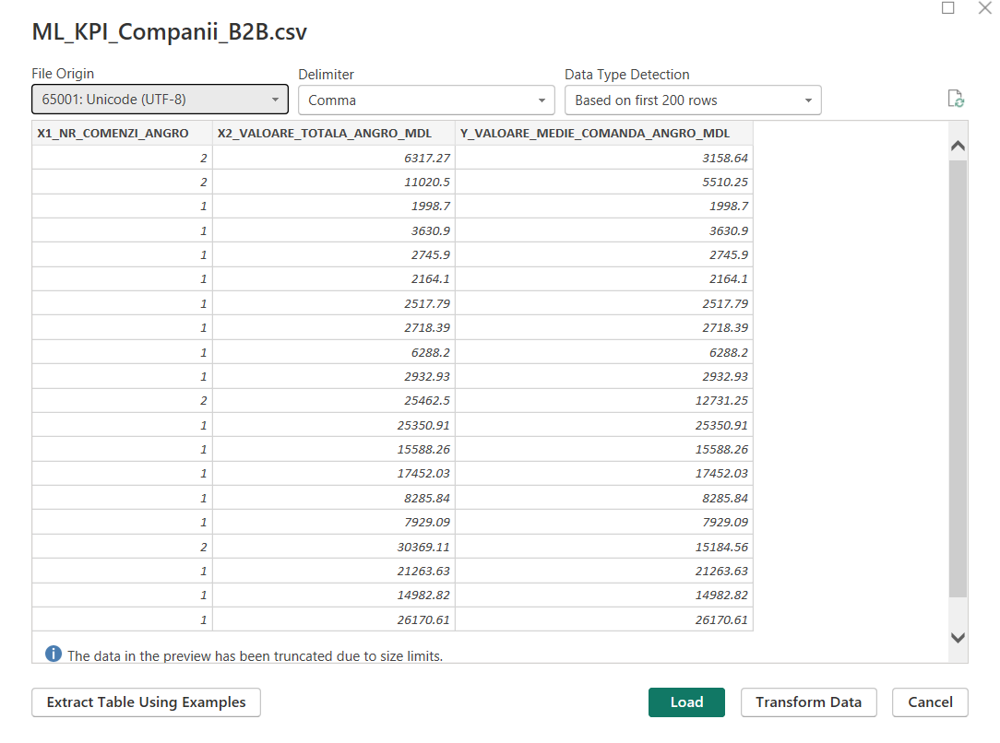 ML_KPI_Companii_B2B.csv
File Origin Delimiter Data Type Detection
65001: Unicode (UTF-8) Comma Based on first 200 rows
X1_NR_COMENZI_ANGRO X2_VALOARE_TOTALA_ANGRO_MDL Y_VALOARE_MEDIE_COMANDA_ANGRO_MDL
2 6317.27 3158.64
2 11020.5 5510.25
1 1998.7 1998.7
1 3630.9 3630.9
1 2745.9 2745.9
1 2164.1 2164.1
1 2517.79 2517.79
1 2718.39 2718.39
1 6288.2 6288.2
1 2932.93 2932.93
2 25462.5 12731.25
1 25350.91 25350.91
1 15588.26 15588.26
1 17452.03 17452.03
1 8285.84 8285.84
1 7929.09 7929.09
2 30369.11 15184.56
1 21263.63 21263.63
1 14982.82 14982.82
1 26170.61 26170.61
The data in the preview has been truncated due to size limits.
Extract Table Using Examples Load Transform Data Cancel